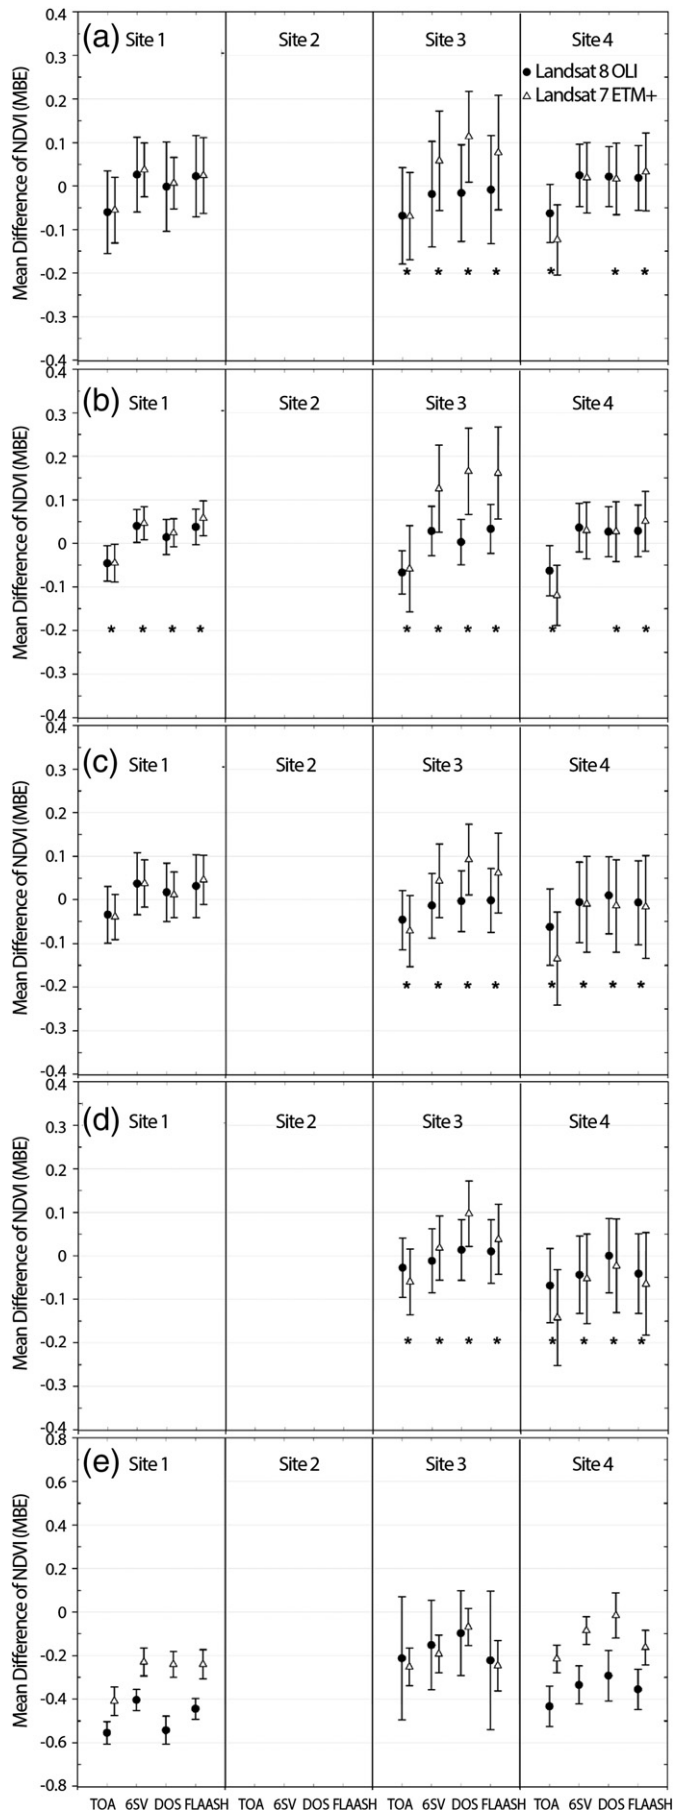 (a) Site 1 Site 2 Site 3 Site 4
● Landsat 8 OLI
△ Landsat 7 ETM+
Mean Difference of NDVI (MBE)
0.4
0.3
0.2
0.1
0
-0.1
-0.2
-0.3
-0.4
* * * * * * *
(b) Site 1 Site 2 Site 3 Site 4
Mean Difference of NDVI (MBE)
0.4
0.3
0.2
0.1
0
-0.1
-0.2
-0.3
-0.4
* * * * * * * * * * *
(c) Site 1 Site 2 Site 3 Site 4
Mean Difference of NDVI (MBE)
0.4
0.3
0.2
0.1
0
-0.1
-0.2
-0.3
-0.4
* * * * * * * *
(d) Site 1 Site 2 Site 3 Site 4
Mean Difference of NDVI (MBE)
0.4
0.3
0.2
0.1
0
-0.1
-0.2
-0.3
-0.4
* * * * * * * *
(e) Site 1 Site 2 Site 3 Site 4
Mean Difference of NDVI (MBE)
0.8
0.6
0.4
0.2
0
-0.2
-0.4
-0.6
-0.8
TOA 6SV DOS FLAASH TOA 6SV DOS FLAASH TOA 6SV DOS FLAASH TOA 6SV DOS FLAASH